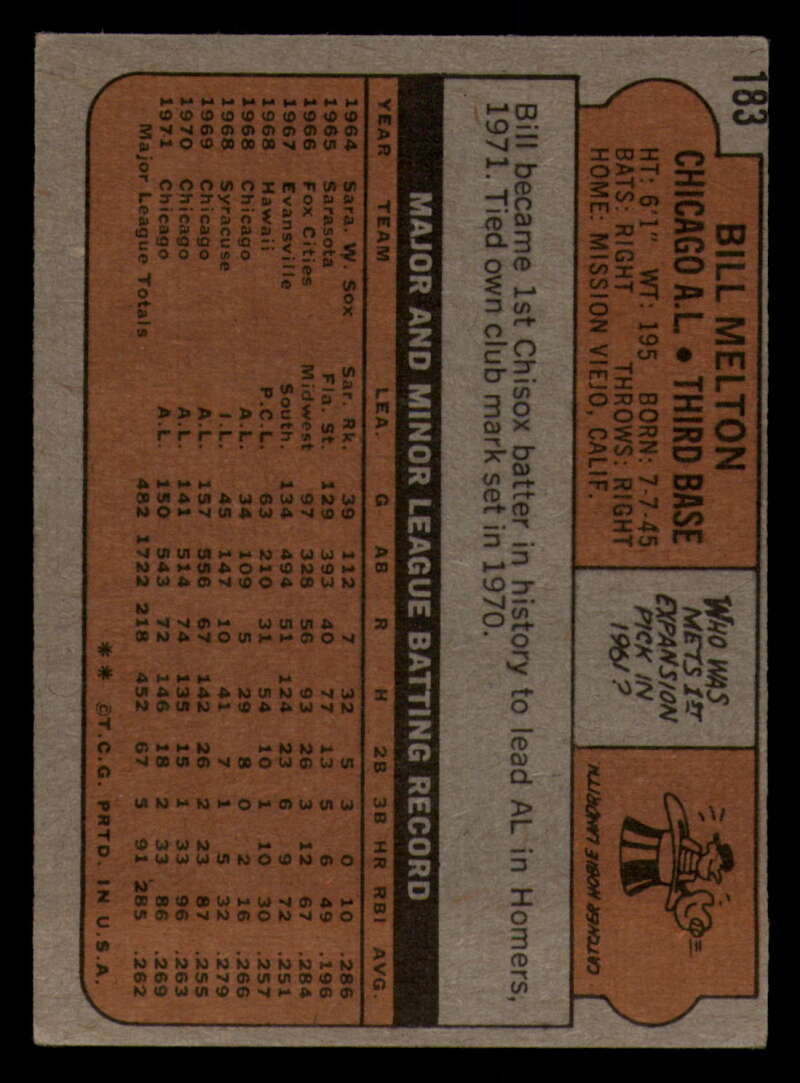 183
BILL MELTON
CHICAGO A.L. • THIRD BASE
HT: 6'1" WT: 195 BORN: 7-7-45
BATS: RIGHT THROWS: RIGHT
HOME: MISSION VIEJO, CALIF.
WHO WAS
METS 1ST
EXPANSION
PICK IN
1961?
CATCHER HOBIE LANDRITH
Bill became 1st Chisox batter in history to lead AL in Homers,
1971. Tied own club mark set in 1970.
MAJOR AND MINOR LEAGUE BATTING RECORD
YEAR TEAM LEA. G AB R H 2B 3B HR RBI AVG.
1964 Sara. W. Sox Sar. Rk. 39 112 7 32 5 3 0 10 .286
1965 Sarasota Fla. St. 129 393 40 77 13 5 6 49 .196
1966 Fox Cities Midwest 97 328 56 93 26 3 12 67 .284
1967 Evansville South. 134 494 51 124 23 6 9 72 .251
1968 Hawaii P.C.L. 63 210 31 54 10 1 10 30 .257
1968 Chicago A.L. 34 109 5 29 8 0 2 16 .266
1968 Syracuse I.L. 45 147 10 41 7 1 5 32 .279
1969 Chicago A.L. 157 556 67 142 26 2 23 87 .255
1970 Chicago A.L. 141 514 74 135 15 1 33 96 .263
1971 Chicago A.L. 150 543 72 146 18 2 33 86 .269
Major League Totals 482 1722 218 452 67 5 91 285 .262
** ©T.C.G. PRTD. IN U.S.A.